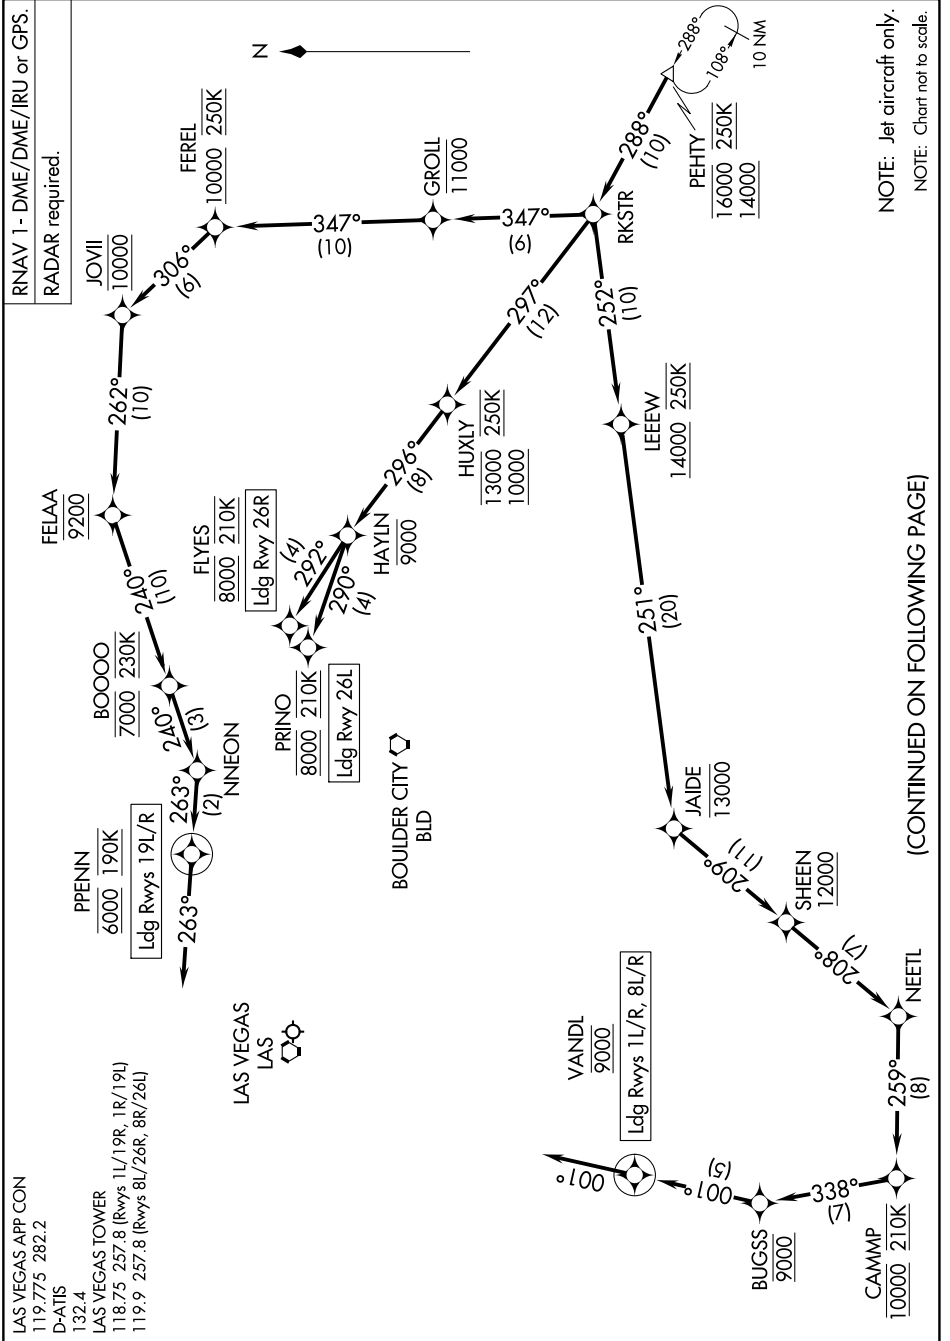 LAS VEGAS APP CON
119.775 282.2
D-ATIS
132.4
LAS VEGAS TOWER
118.75 257.8 (Rwys 1L/19R, 1R/19L)
119.9 257.8 (Rwys 8L/26R, 8R/26L)
RNAV 1 - DME/DME/IRU or GPS.
RADAR required.
N
PPENN
6000 190K
Ldg Rwys 19L/R
263°
263°
(2)
NNEON
240°
(3)
BOOOO
7000 230K
240°
(10)
FELAA
9200
262°
(10)
JOVII
10000
306°
(6)
FEREL
10000 250K
347°
(10)
GROLL
11000
347°
(6)
LAS VEGAS
LAS
BOULDER CITY
BLD
PRINO
8000 210K
Ldg Rwy 26L
FLYES
8000 210K
Ldg Rwy 26R
(4)
292°
290°
(4)
HAYLN
9000
296°
(8)
HUXLY
13000 250K
10000
297°
(12)
RKSTR
288°
(10)
PEHTY
16000 250K
14000
288°
108°
10 NM
252°
(10)
LEEEW
14000 250K
251°
(20)
JAIDE
13000
209°
(11)
SHEEN
12000
208°
(7)
NEETL
259°
(8)
CAMMP
10000 210K
338°
(7)
BUGSS
9000
001°
(5)
VANDL
9000
Ldg Rwys 1L/R, 8L/R
001°
(CONTINUED ON FOLLOWING PAGE)
NOTE: Jet aircraft only.
NOTE: Chart not to scale.